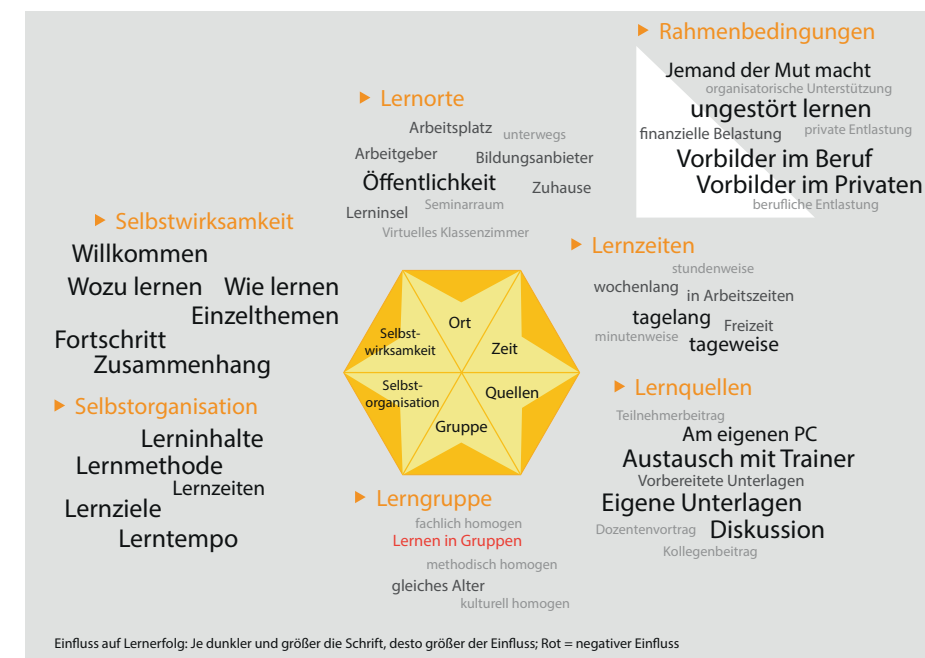 ▶ Rahmenbedingungen
Jemand der Mut macht
organisatorische Unterstützung
ungestört lernen
finanzielle Belastung
private Entlastung
Vorbilder im Beruf
Vorbilder im Privaten
berufliche Entlastung
▶ Lernorte
Arbeitsplatz
unterwegs
Arbeitgeber
Bildungsanbieter
Öffentlichkeit
Zuhause
Lerninsel
Seminarraum
Virtuelles Klassenzimmer
▶ Selbstwirksamkeit
Willkommen
Wozu lernen
Wie lernen
Einzelthemen
Fortschritt
Zusammenhang
▶ Lernzeiten
stundenweise
wochenlang
in Arbeitszeiten
tagelang
Freizeit
minutenweise
tageweise
Ort
Selbst-
wirksamkeit
Zeit
Selbst-
organisation
Quellen
Gruppe
▶ Selbstorganisation
Lerninhalte
Lernmethode
Lernzeiten
Lernziele
Lerntempo
▶ Lernquellen
Teilnehmerbeitrag
Am eigenen PC
Austausch mit Trainer
Vorbereitete Unterlagen
Eigene Unterlagen
Dozentenvortrag
Diskussion
Kollegenbeitrag
▶ Lerngruppe
fachlich homogen
Lernen in Gruppen
methodisch homogen
gleiches Alter
kulturell homogen
Einfluss auf Lernerfolg: Je dunkler und größer die Schrift, desto größer der Einfluss; Rot = negativer Einfluss